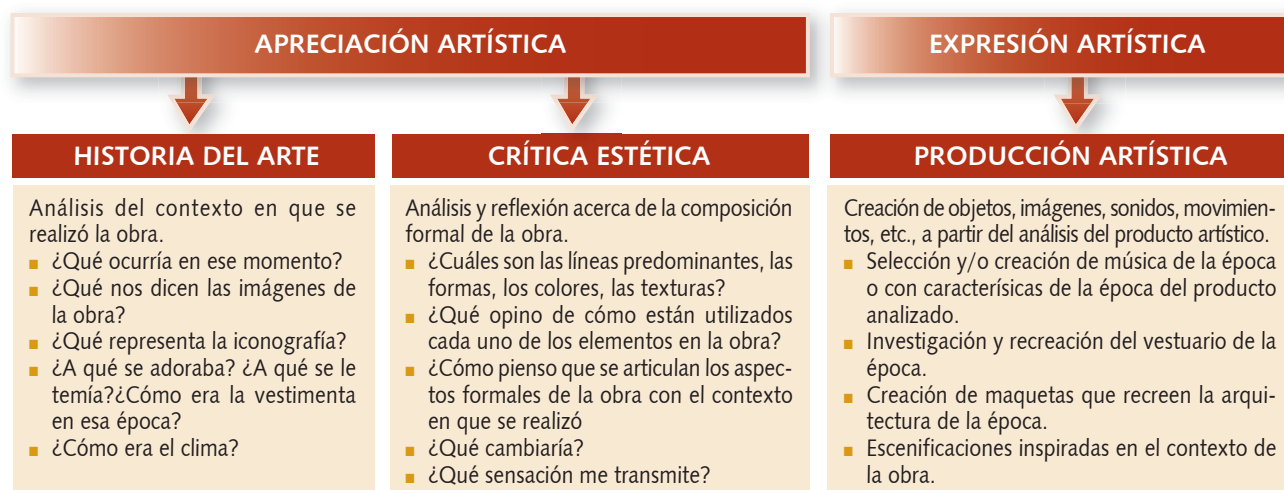 APRECIACIÓN ARTÍSTICA
EXPRESIÓN ARTÍSTICA
HISTORIA DEL ARTE
Análisis del contexto en que se
realizó la obra.
¿Qué ocurría en ese momento?
¿Qué nos dicen las imágenes de
la obra?
¿Qué representa la iconografía?
¿A qué se adoraba? ¿A qué se le
temía?¿Cómo era la vestimenta
en esa época?
¿Cómo era el clima?
CRÍTICA ESTÉTICA
Análisis y reflexión acerca de la composición
formal de la obra.
¿Cuáles son las líneas predominantes, las
formas, los colores, las texturas?
¿Qué opino de cómo están utilizados
cada uno de los elementos en la obra?
¿Cómo pienso que se articulan los aspec-
tos formales de la obra con el contexto
en que se realizó
¿Qué cambiaría?
¿Qué sensación me transmite?
PRODUCCIÓN ARTÍSTICA
Creación de objetos, imágenes, sonidos, movimien-
tos, etc., a partir del análisis del producto artístico.
Selección y/o creación de música de la época
o con caracterísicas de la época del producto
analizado.
Investigación y recreación del vestuario de la
época.
Creación de maquetas que recreen la arqui-
tectura de la época.
Escenificaciones inspiradas en el contexto de
la obra.